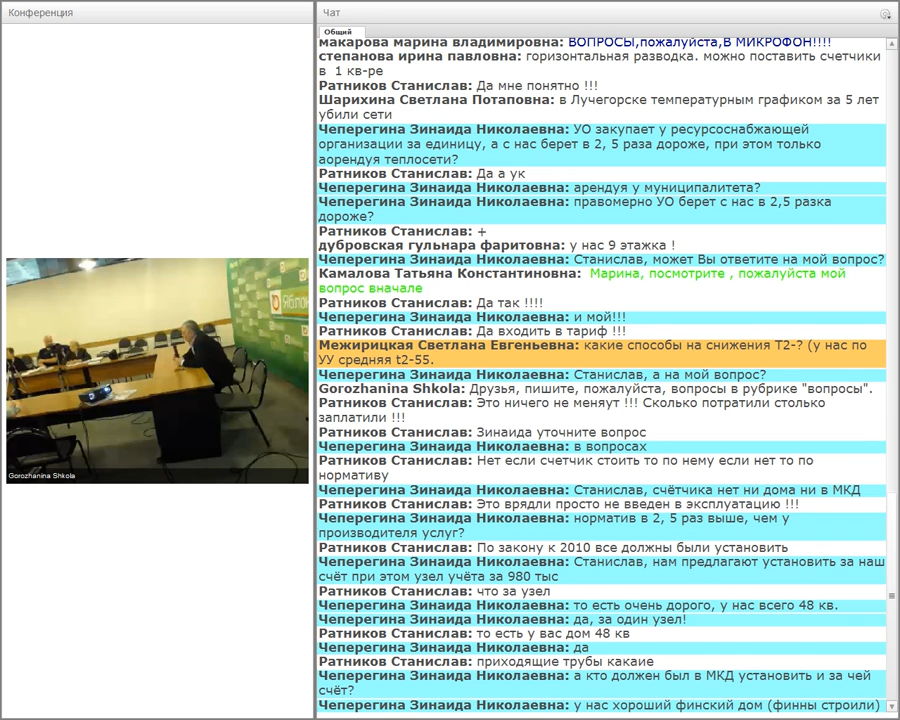 Конференция
Яблок
Gorozhanina Shkola
Чат
Общий
макарова марина владимировна: ВОПРОСЫ,пожалуйста,В МИКРОФОН!!!!
степанова ирина павловна: горизонтальная разводка. можно поставить счетчики
в 1 кв-ре
Ратников Станислав: Да мне понятно !!!
Шарихина Светлана Потаповна: в Лучегорске температурным графиком за 5 лет
убили сети
Чеперегина Зинаида Николаевна: УО закупает у ресурсоснабжающей
организации за единицу, а с нас берет в 2, 5 раза дороже, при этом только
аорендуя теплосети?
Ратников Станислав: Да а ук
Чеперегина Зинаида Николаевна: арендуя у муниципалитета?
Чеперегина Зинаида Николаевна: правомерно УО берет с нас в 2,5 разка
дороже?
Ратников Станислав: +
дубровская гульнара фаритовна: у нас 9 этажка !
Чеперегина Зинаида Николаевна: Станислав, может Вы ответите на мой вопрос?
Камалова Татьяна Константиновна: Марина, посмотрите , пожалуйста мой
вопрос вначале
Ратников Станислав: Да так !!!!
Чеперегина Зинаида Николаевна: и мой!!!
Ратников Станислав: Да входить в тариф !!!
Межирицкая Светлана Евгеньевна: какие способы на снижения Т2-? (у нас по
УУ средняя t2-55.
Чеперегина Зинаида Николаевна: Станислав, а на мой вопрос?
Gorozhanina Shkola: Друзья, пишите, пожалуйста, вопросы в рубрике "вопросы".
Ратников Станислав: Это ничего не меняут !!! Сколько потратили столько
заплатили !!!
Ратников Станислав: Зинаида уточните вопрос
Чеперегина Зинаида Николаевна: в вопросах
Ратников Станислав: Нет если счетчик стоить то по нему если нет то по
нормативу
Чеперегина Зинаида Николаевна: Станислав, счётчика нет ни дома ни в МКД
Ратников Станислав: Это врядли просто не введен в эксплуатацию !!!
Чеперегина Зинаида Николаевна: норматив в 2, 5 раз выше, чем у
производителя услуг?
Ратников Станислав: По закону к 2010 все должны были установить
Чеперегина Зинаида Николаевна: Станислав, нам предлагают установить за наш
счёт при этом узел учёта за 980 тыс
Ратников Станислав: что за узел
Чеперегина Зинаида Николаевна: то есть очень дорого, у нас всего 48 кв.
Чеперегина Зинаида Николаевна: да, за один узел!
Ратников Станислав: то есть у вас дом 48 кв
Чеперегина Зинаида Николаевна: да
Ратников Станислав: приходящие трубы какаие
Чеперегина Зинаида Николаевна: а кто должен был в МКД установить и за чей
счёт?
Чеперегина Зинаида Николаевна: у нас хороший финский дом (финны строили)